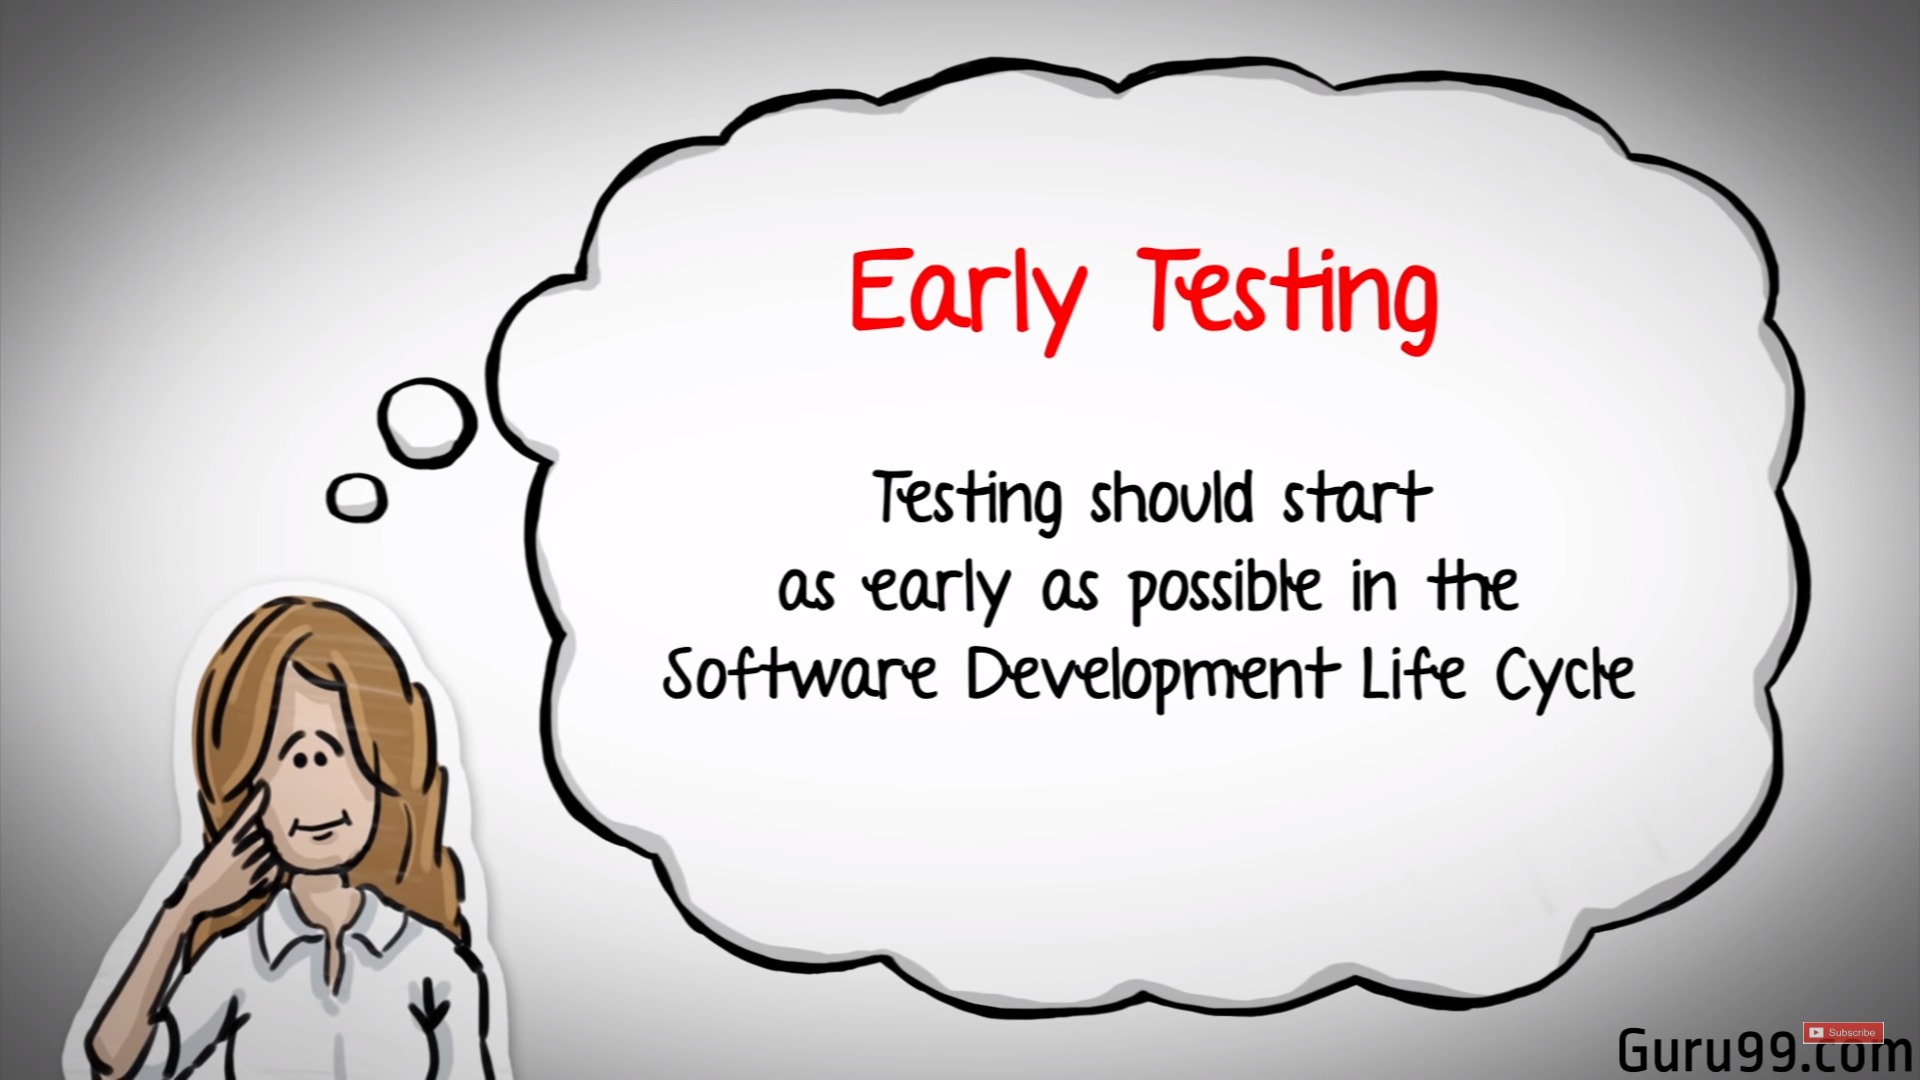 Early Testing
Testing should start
as early as possible in the
Software Development Life Cycle
Subscribe
Guru99.com